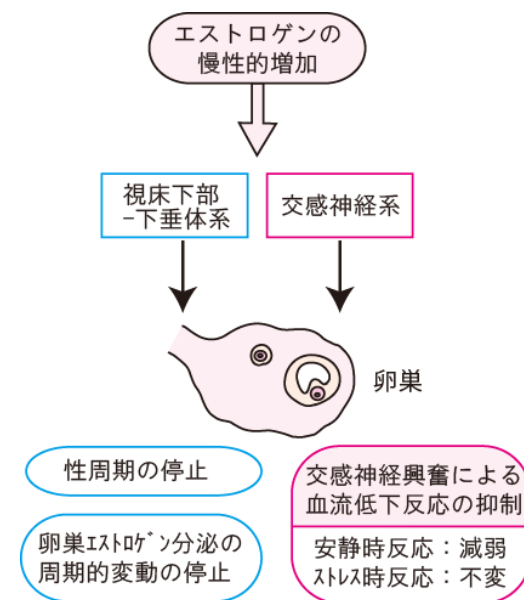 エストロゲンの
慢性的増加
視床下部
−下垂体系
交感神経系
卵巣
性周期の停止
卵巣ｴｽﾄﾛｹﾞﾝ分泌の
周期的変動の停止
交感神経興奮による
血流低下反応の抑制
安静時反応：減弱
ｽﾄﾚｽ時反応：不変